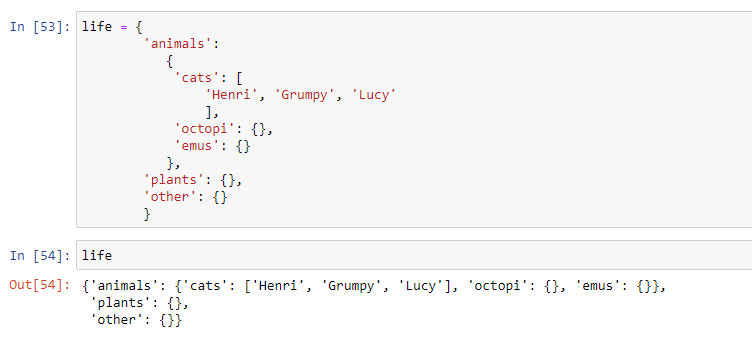 In [53]: life = {
'animals':
{
'cats': [
'Henri', 'Grumpy', 'Lucy'
],
'octopi': {},
'emus': {}
},
'plants': {},
'other': {}
}
In [54]: life
Out[54]: {'animals': {'cats': ['Henri', 'Grumpy', 'Lucy'], 'octopi': {}, 'emus': {}},
'plants': {},
'other': {}}